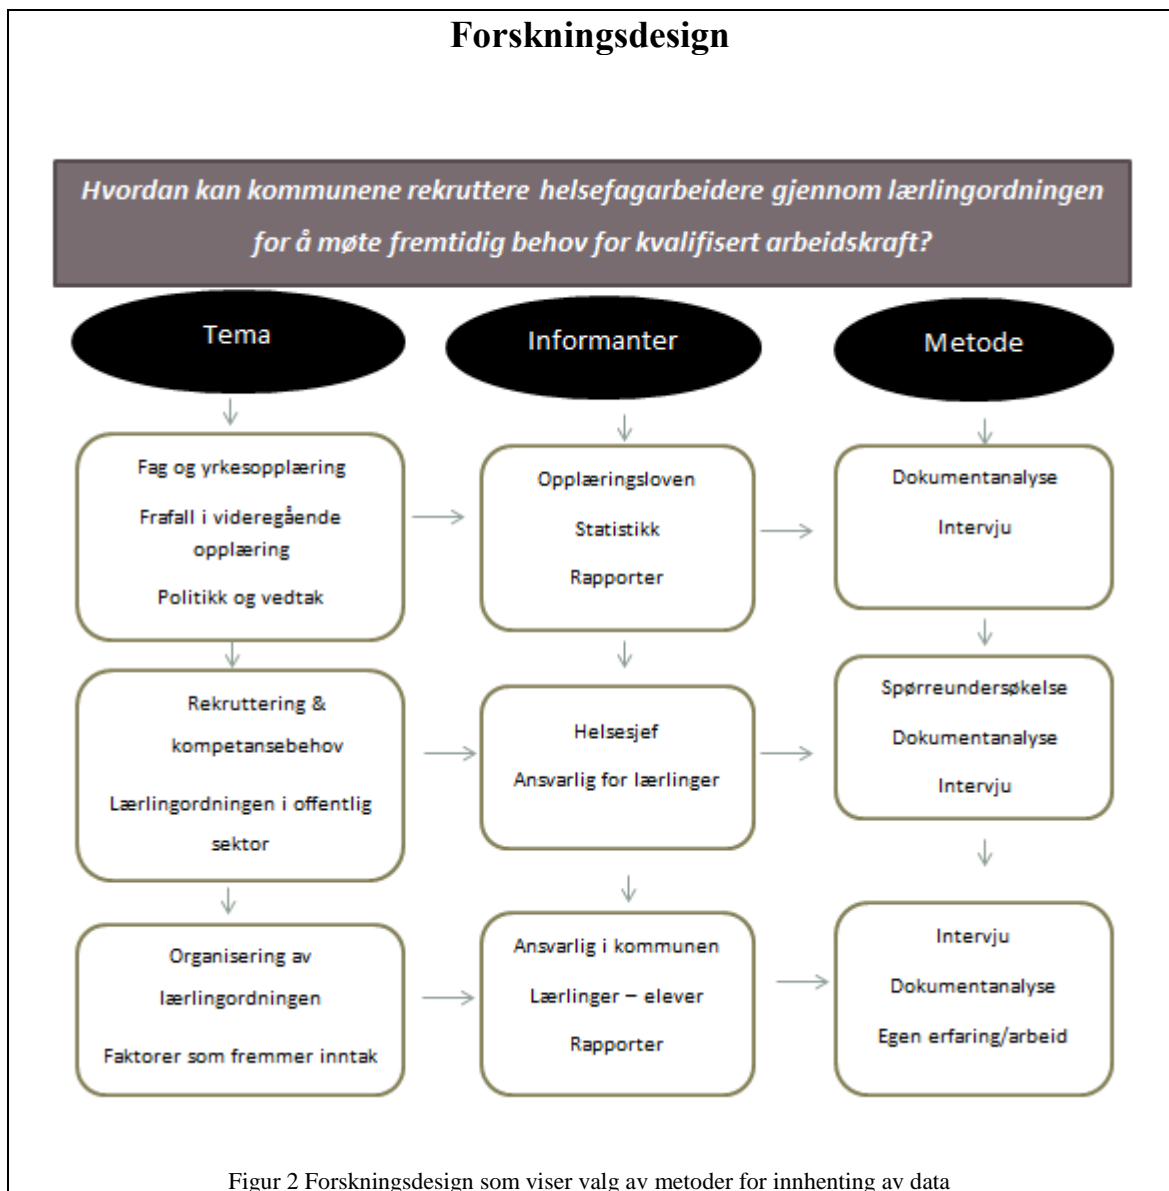 Forskningsdesign
Hvordan kan kommunene rekruttere helsefagarbeidere gjennom lærlingordningen
for å møte fremtidig behov for kvalifisert arbeidskraft?
Tema
Informanter
Metode
Fag og yrkesopplæring
Frafall i videregående
opplæring
Politikk og vedtak
Opplæringsloven
Statistikk
Rapporter
Dokumentanalyse
Intervju
Rekruttering &
kompetansebehov
Lærlingordningen i offentlig
sektor
Helsesjef
Ansvarlig for lærlinger
Spørreundersøkelse
Dokumentanalyse
Intervju
Organisering av
lærlingordningen
Faktorer som fremmer inntak
Ansvarlig i kommunen
Lærlinger – elever
Rapporter
Intervju
Dokumentanalyse
Egen erfaring/arbeid
Figur 2 Forskningsdesign som viser valg av metoder for innhenting av data